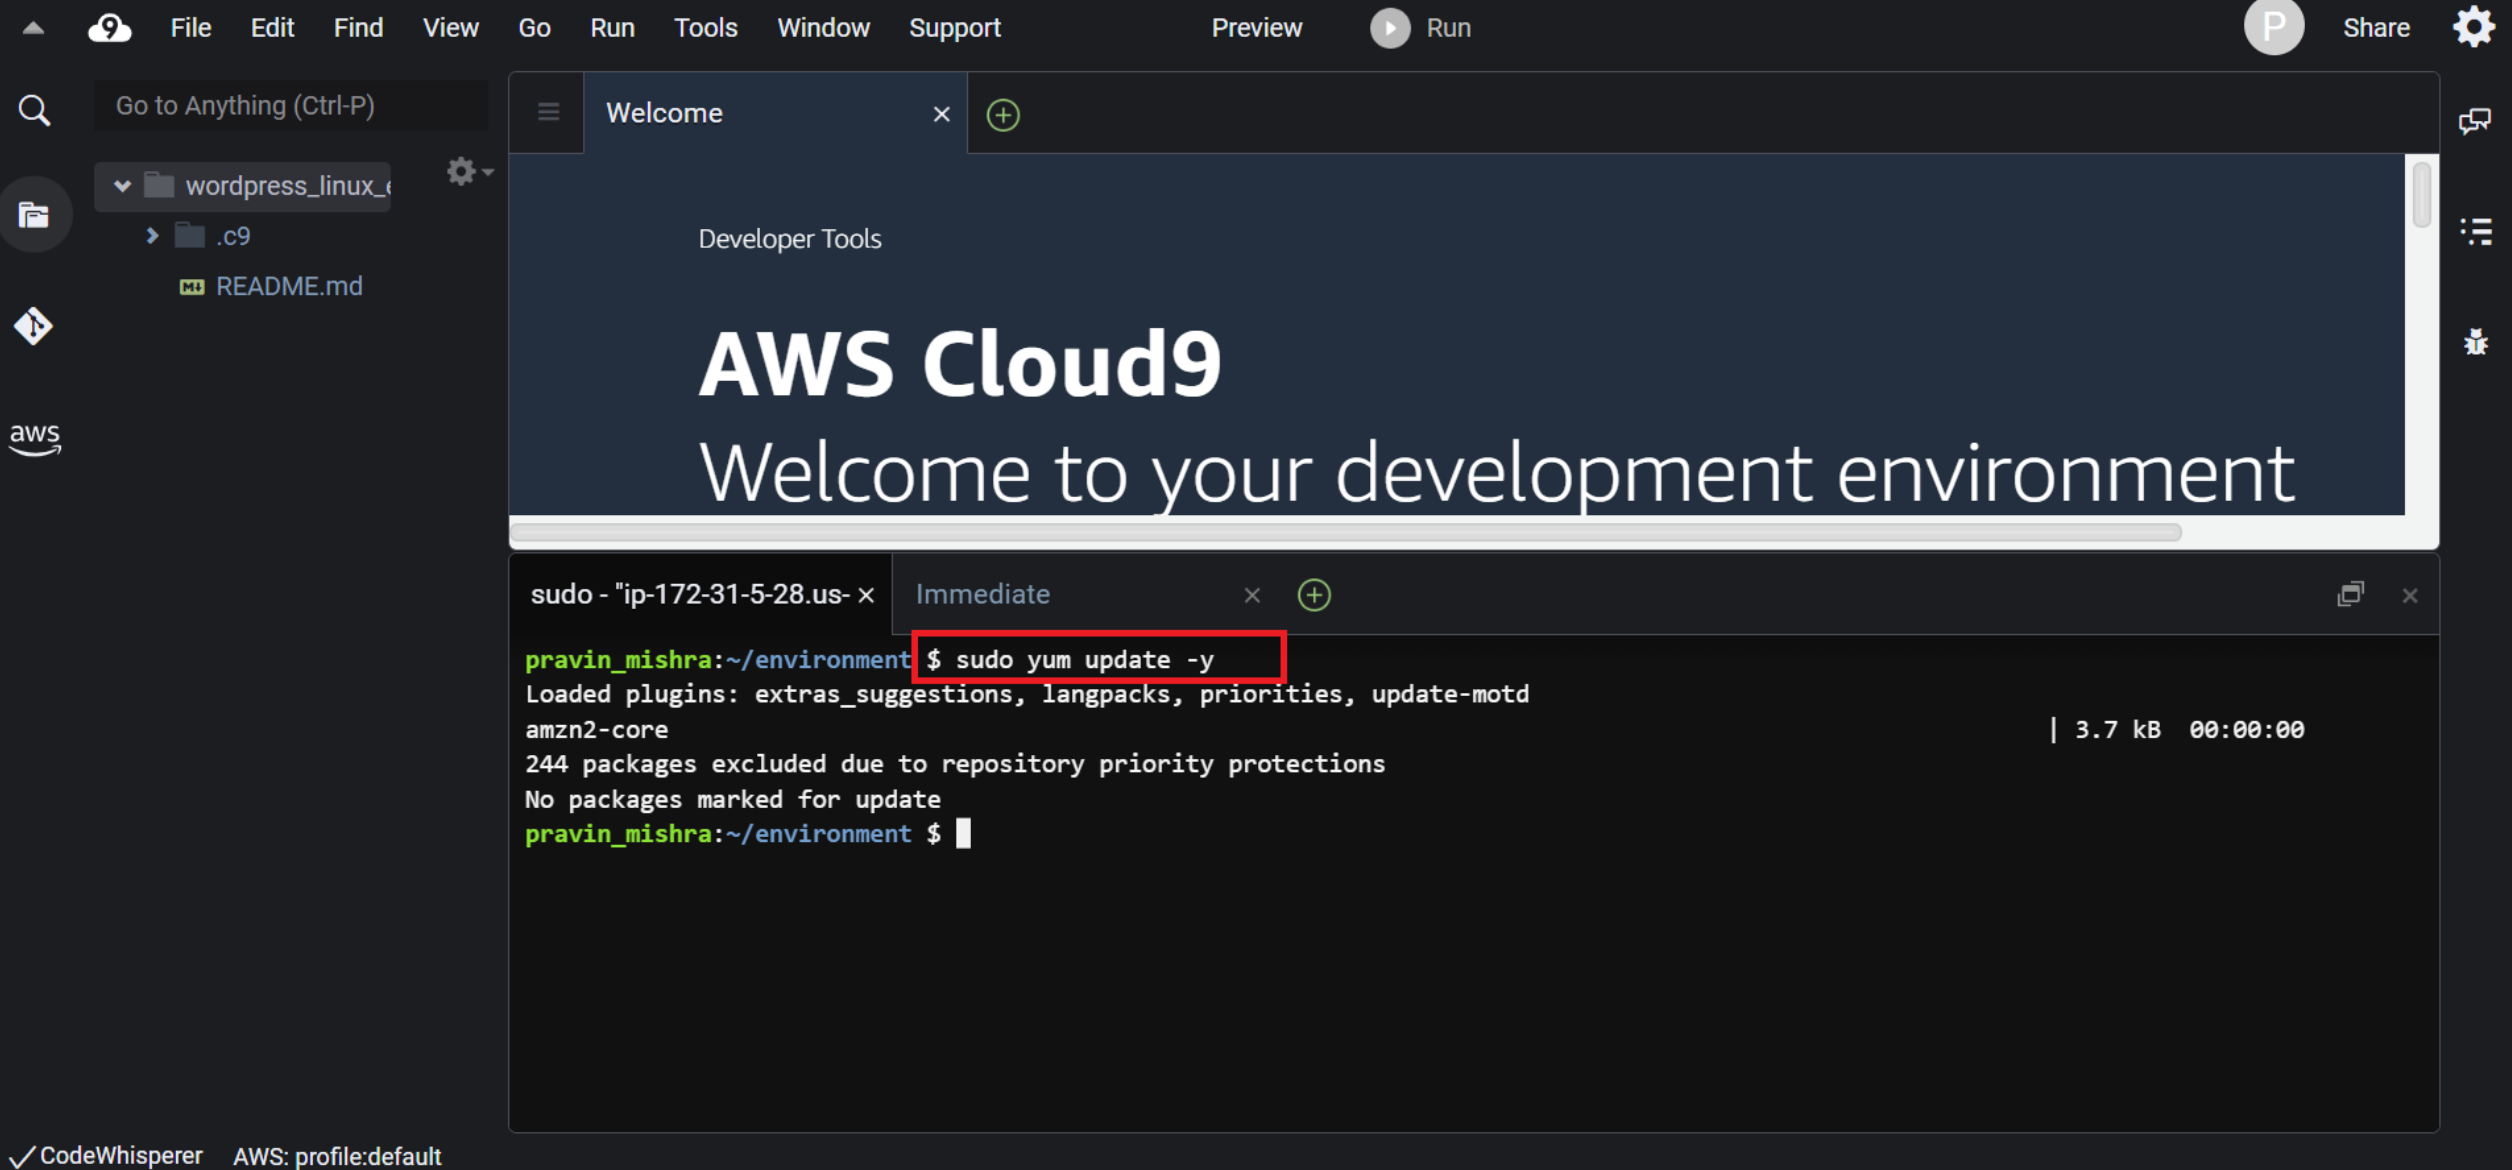 9 File Edit Find View Go Run Tools Window Support Preview Run P Share
Go to Anything (Ctrl-P)
Welcome
wordpress_linux_e
.c9
README.md
aws
Developer Tools
AWS Cloud9
Welcome to your development environment
sudo - "ip-172-31-5-28.us- Immediate
pravin_mishra:~/environment $ sudo yum update -y
Loaded plugins: extras_suggestions, langpacks, priorities, update-motd
amzn2-core | 3.7 kB 00:00:00
244 packages excluded due to repository priority protections
No packages marked for update
pravin_mishra:~/environment $
CodeWhisperer AWS: profile:default